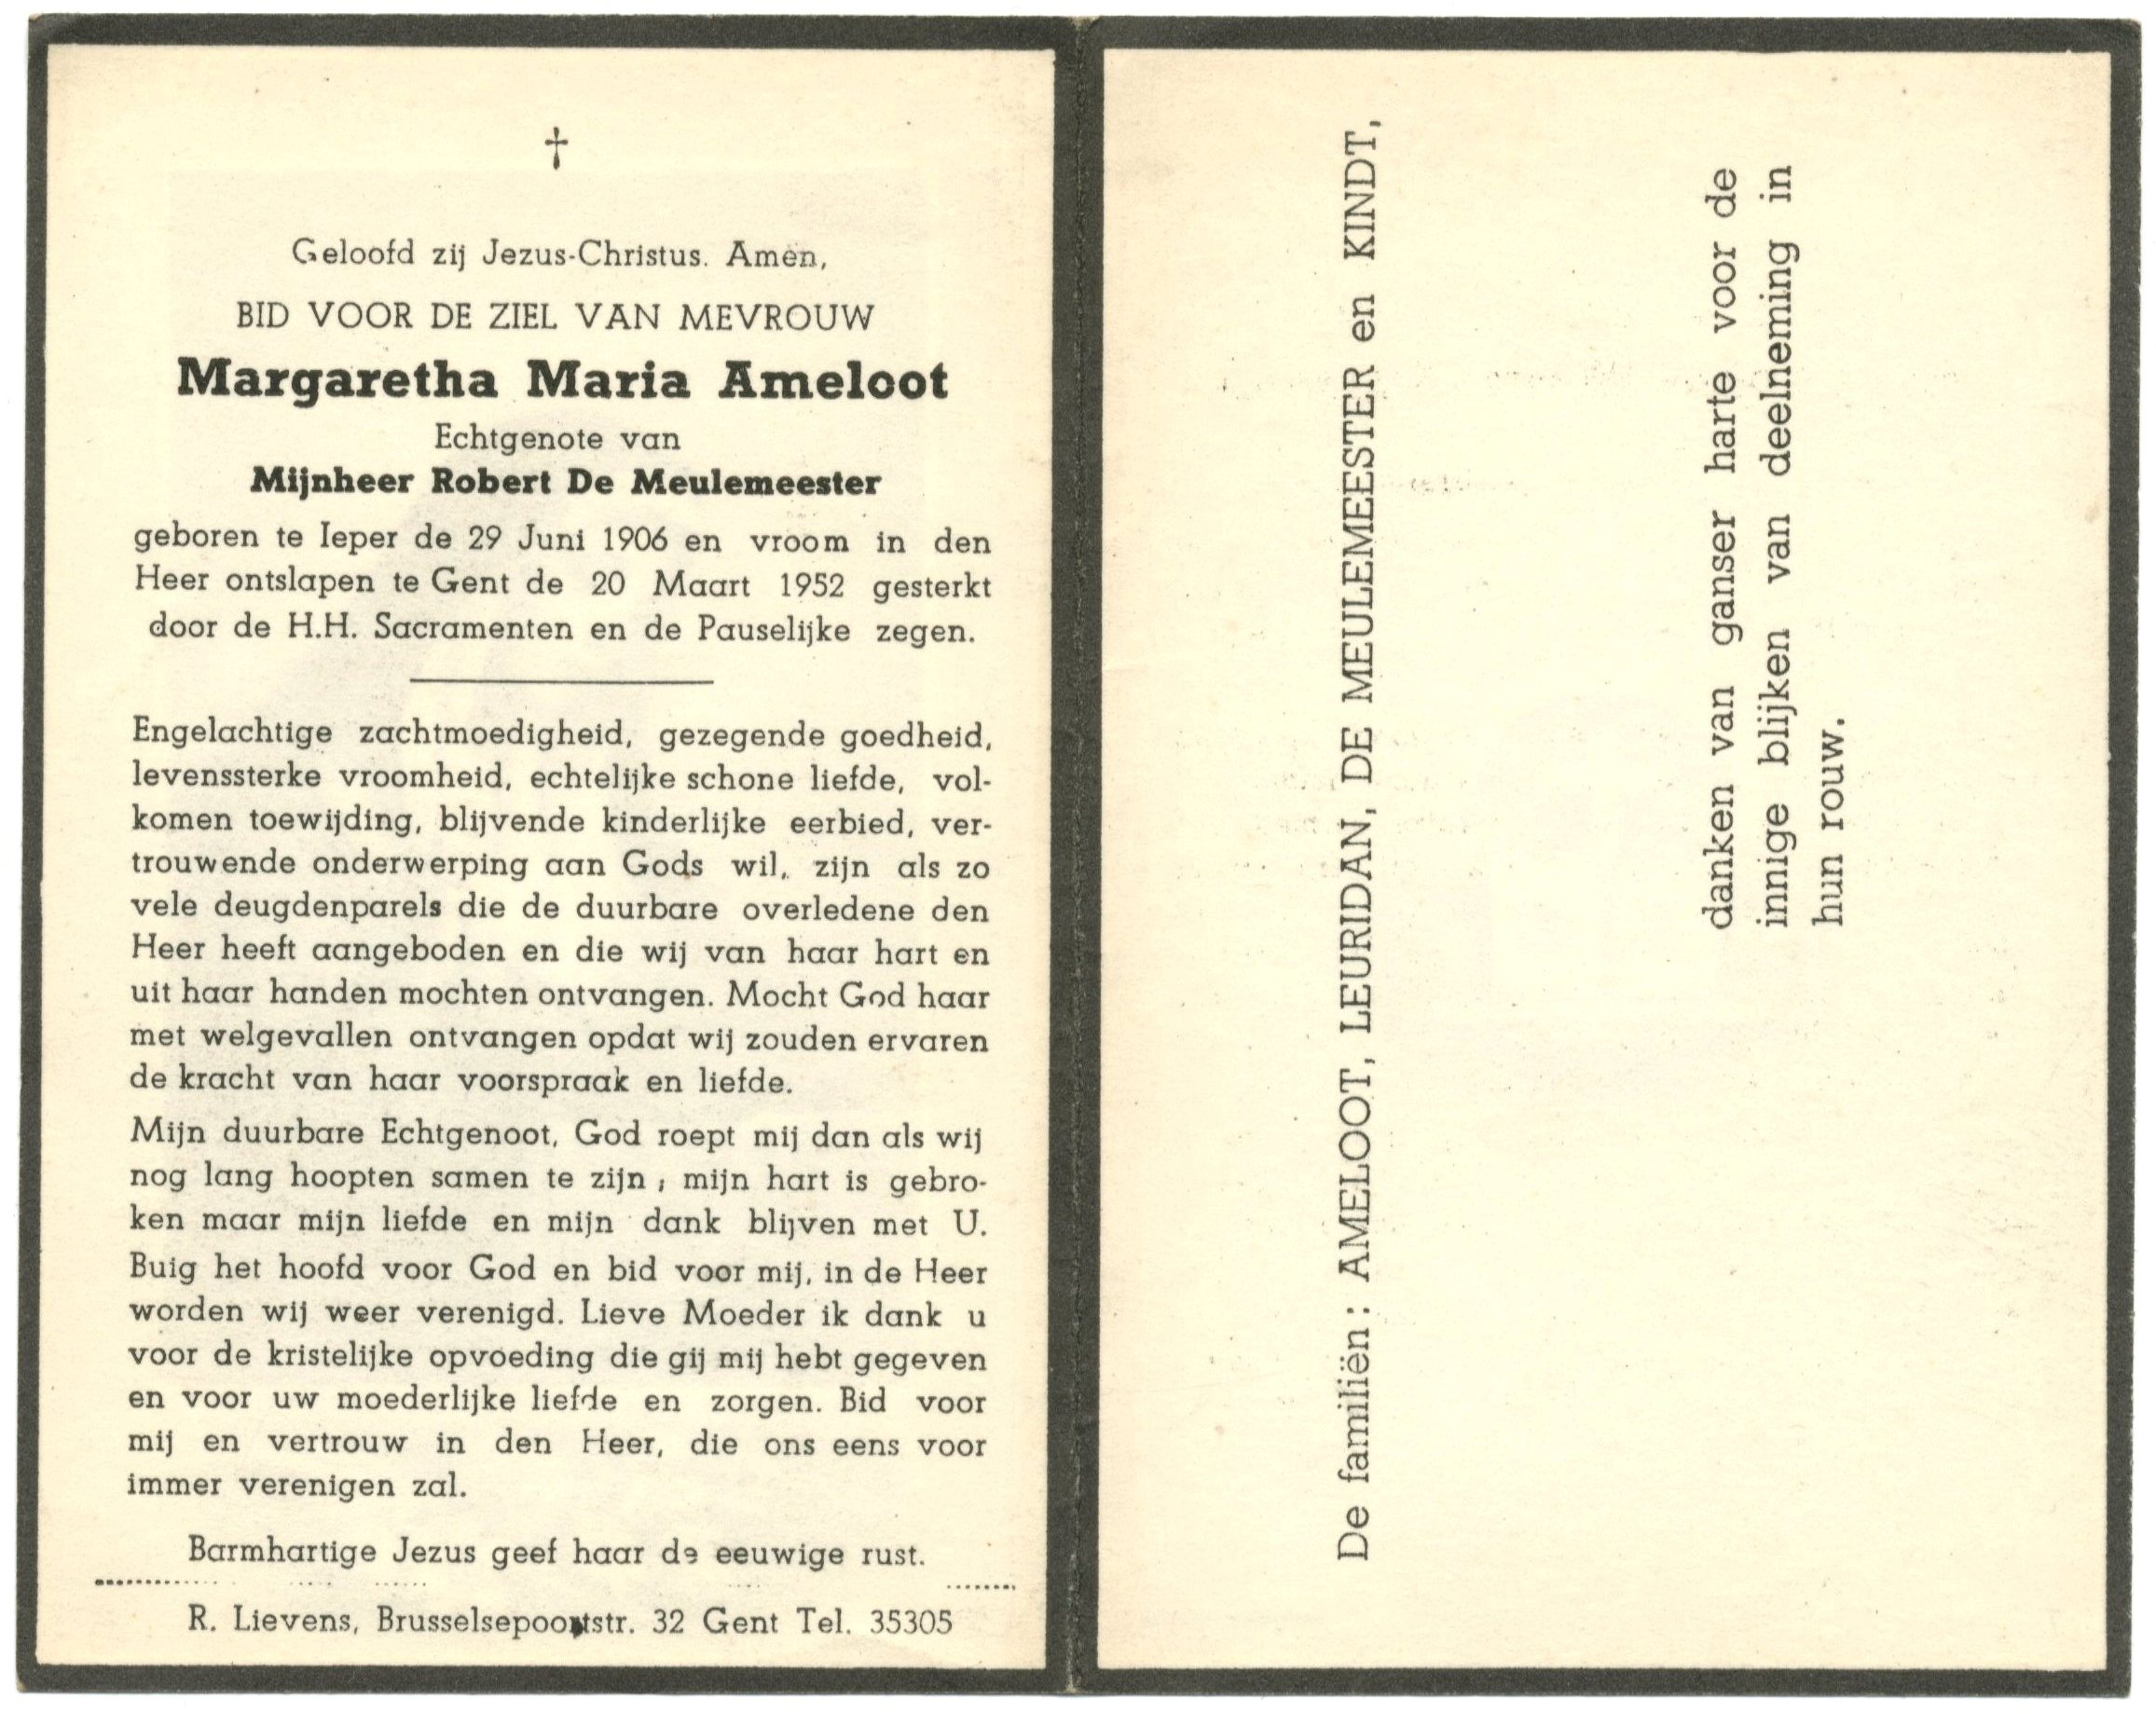 †
Geloofd zij Jezus-Christus. Amen,
BID VOOR DE ZIEL VAN MEVROUW
Margaretha Maria Ameloot
Echtgenote van
Mijnheer Robert De Meulemeester
geboren te Ieper de 29 Juni 1906 en vroom in den
Heer ontslapen te Gent de 20 Maart 1952 gesterkt
door de H.H. Sacramenten en de Pauselijke zegen.
Engelachtige zachtmoedigheid, gezegende goedheid,
levenssterke vroomheid, echtelijke schone liefde, vol-
komen toewijding, blijvende kinderlijke eerbied, ver-
trouwende onderwerping aan Gods wil, zijn als zo
vele deugdenparels die de duurbare overledene den
Heer heeft aangeboden en die wij van haar hart en
uit haar handen mochten ontvangen. Mocht God haar
met welgevallen ontvangen opdat wij zouden ervaren
de kracht van haar voorspraak en liefde.
Mijn duurbare Echtgenoot, God roept mij dan als wij
nog lang hoopten samen te zijn ; mijn hart is gebro-
ken maar mijn liefde en mijn dank blijven met U.
Buig het hoofd voor God en bid voor mij, in de Heer
worden wij weer verenigd. Lieve Moeder ik dank u
voor de kristelijke opvoeding die gij mij hebt gegeven
en voor uw moederlijke liefde en zorgen. Bid voor
mij en vertrouw in den Heer, die ons eens voor
immer verenigen zal.
Barmhartige Jezus geef haar de eeuwige rust.
R. Lievens, Brusselsepoortstr. 32 Gent Tel. 35305
De familiën : AMELOOT, LEURIDAN, DE MEULEMEESTER en KINDT,
danken van ganser harte voor de
innige blijken van deelneming in
hun rouw.